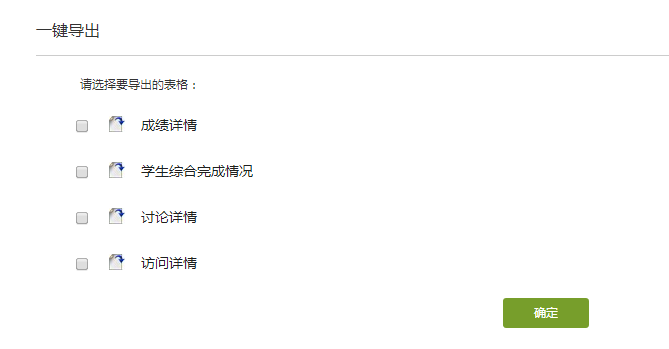 一键导出
请选择要导出的表格：
成绩详情
学生综合完成情况
讨论详情
访问详情
确定